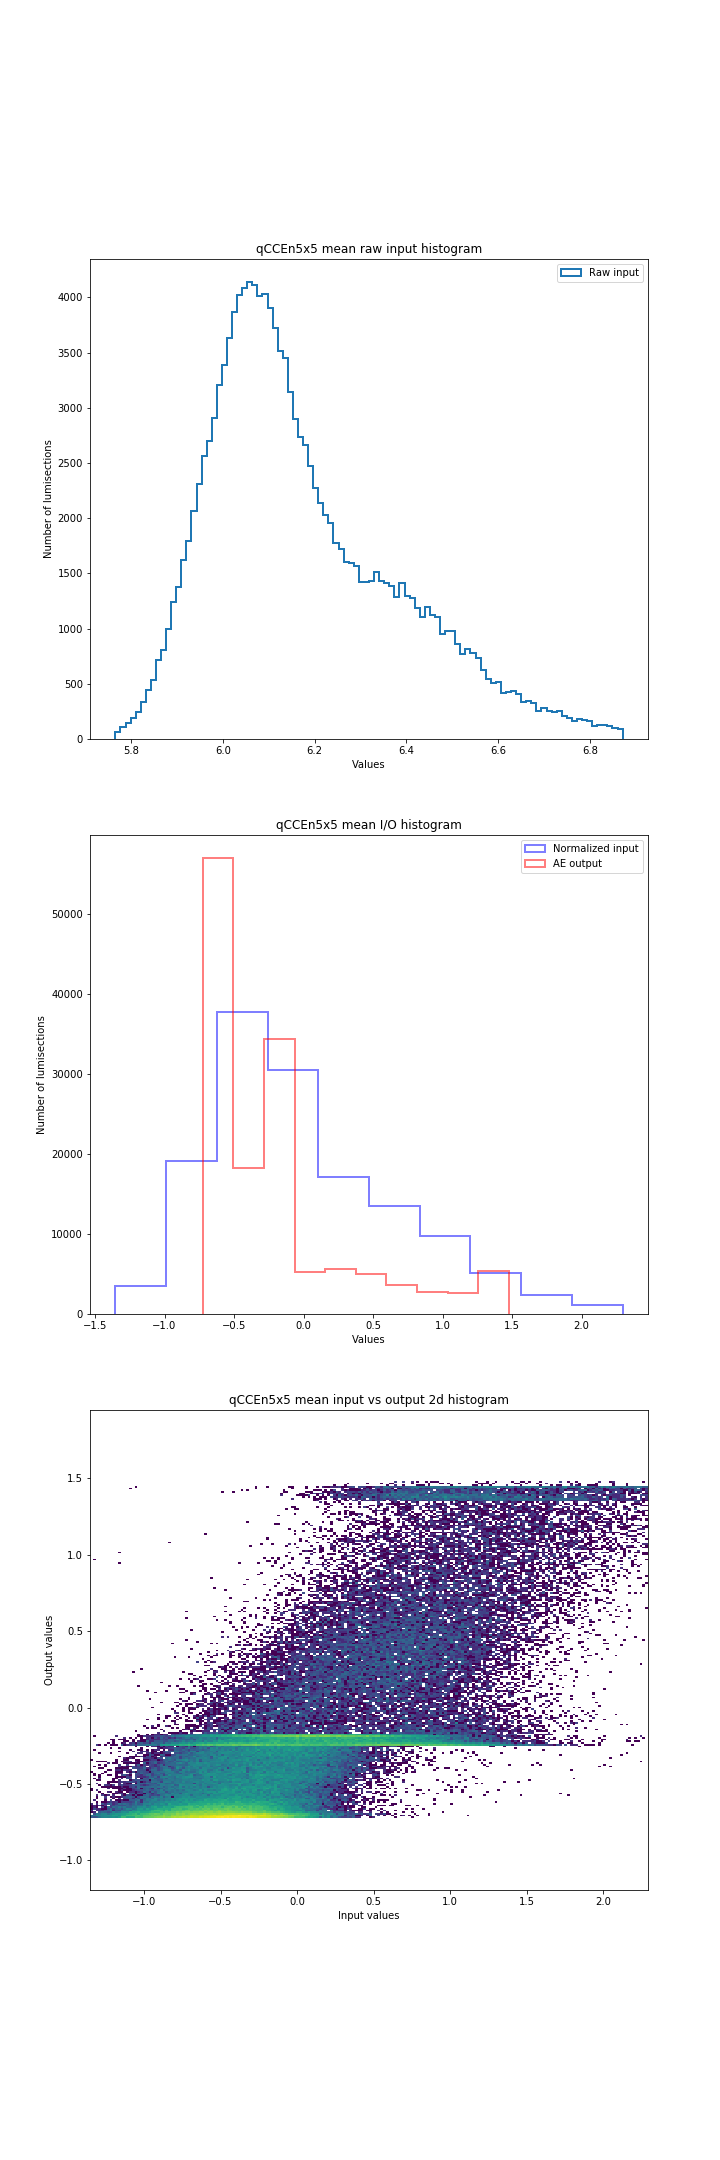 qCCEn5x5 mean raw input histogram
Raw input
4000
3500
3000
2500
2000
1500
1000
500
0
Number of lumisections
5.8 6.0 6.2 6.4 6.6 6.8
Values
qCCEn5x5 mean I/O histogram
Normalized input
AE output
50000
40000
30000
20000
10000
0
Number of lumisections
−1.5 −1.0 −0.5 0.0 0.5 1.0 1.5 2.0
Values
qCCEn5x5 mean input vs output 2d histogram
1.5
1.0
0.5
0.0
−0.5
−1.0
Output values
−1.0 −0.5 0.0 0.5 1.0 1.5 2.0
Input values